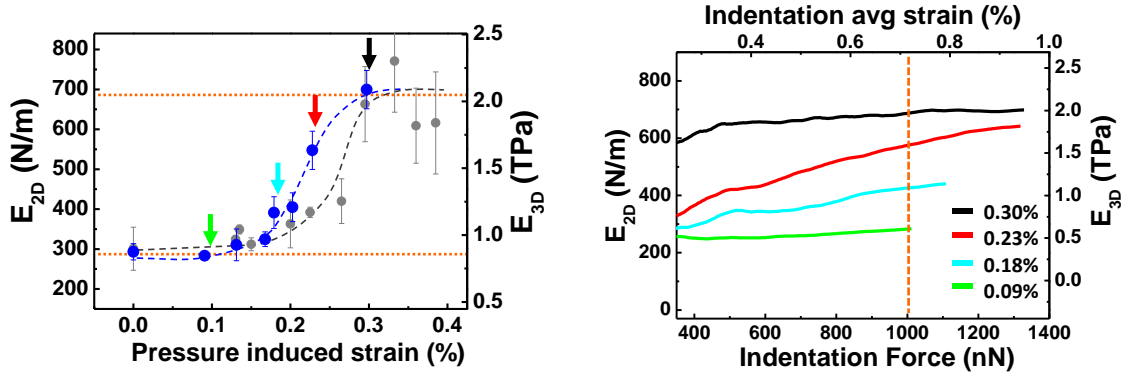 800
700
600
500
400
300
200
E2D (N/m)
2.5
2.0
1.5
1.0
0.5
E3D (TPa)
0.0 0.1 0.2 0.3 0.4
Pressure induced strain (%)
Indentation avg strain (%)
0.4 0.6 0.8 1.0
800
600
400
200
0
E2D (N/m)
2.5
2.0
1.5
1.0
0.5
0.0
E3D (TPa)
0.30%
0.23%
0.18%
0.09%
400 600 800 1000 1200 1400
Indentation Force (nN)